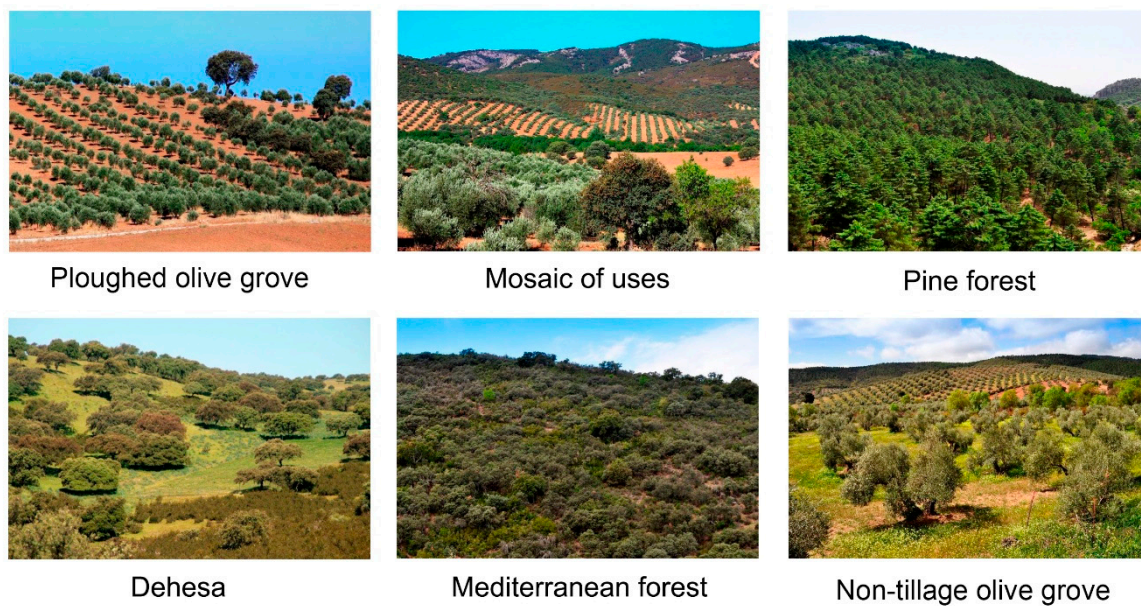 Ploughed olive grove
Mosaic of uses
Pine forest
Dehesa
Mediterranean forest
Non-tillage olive grove